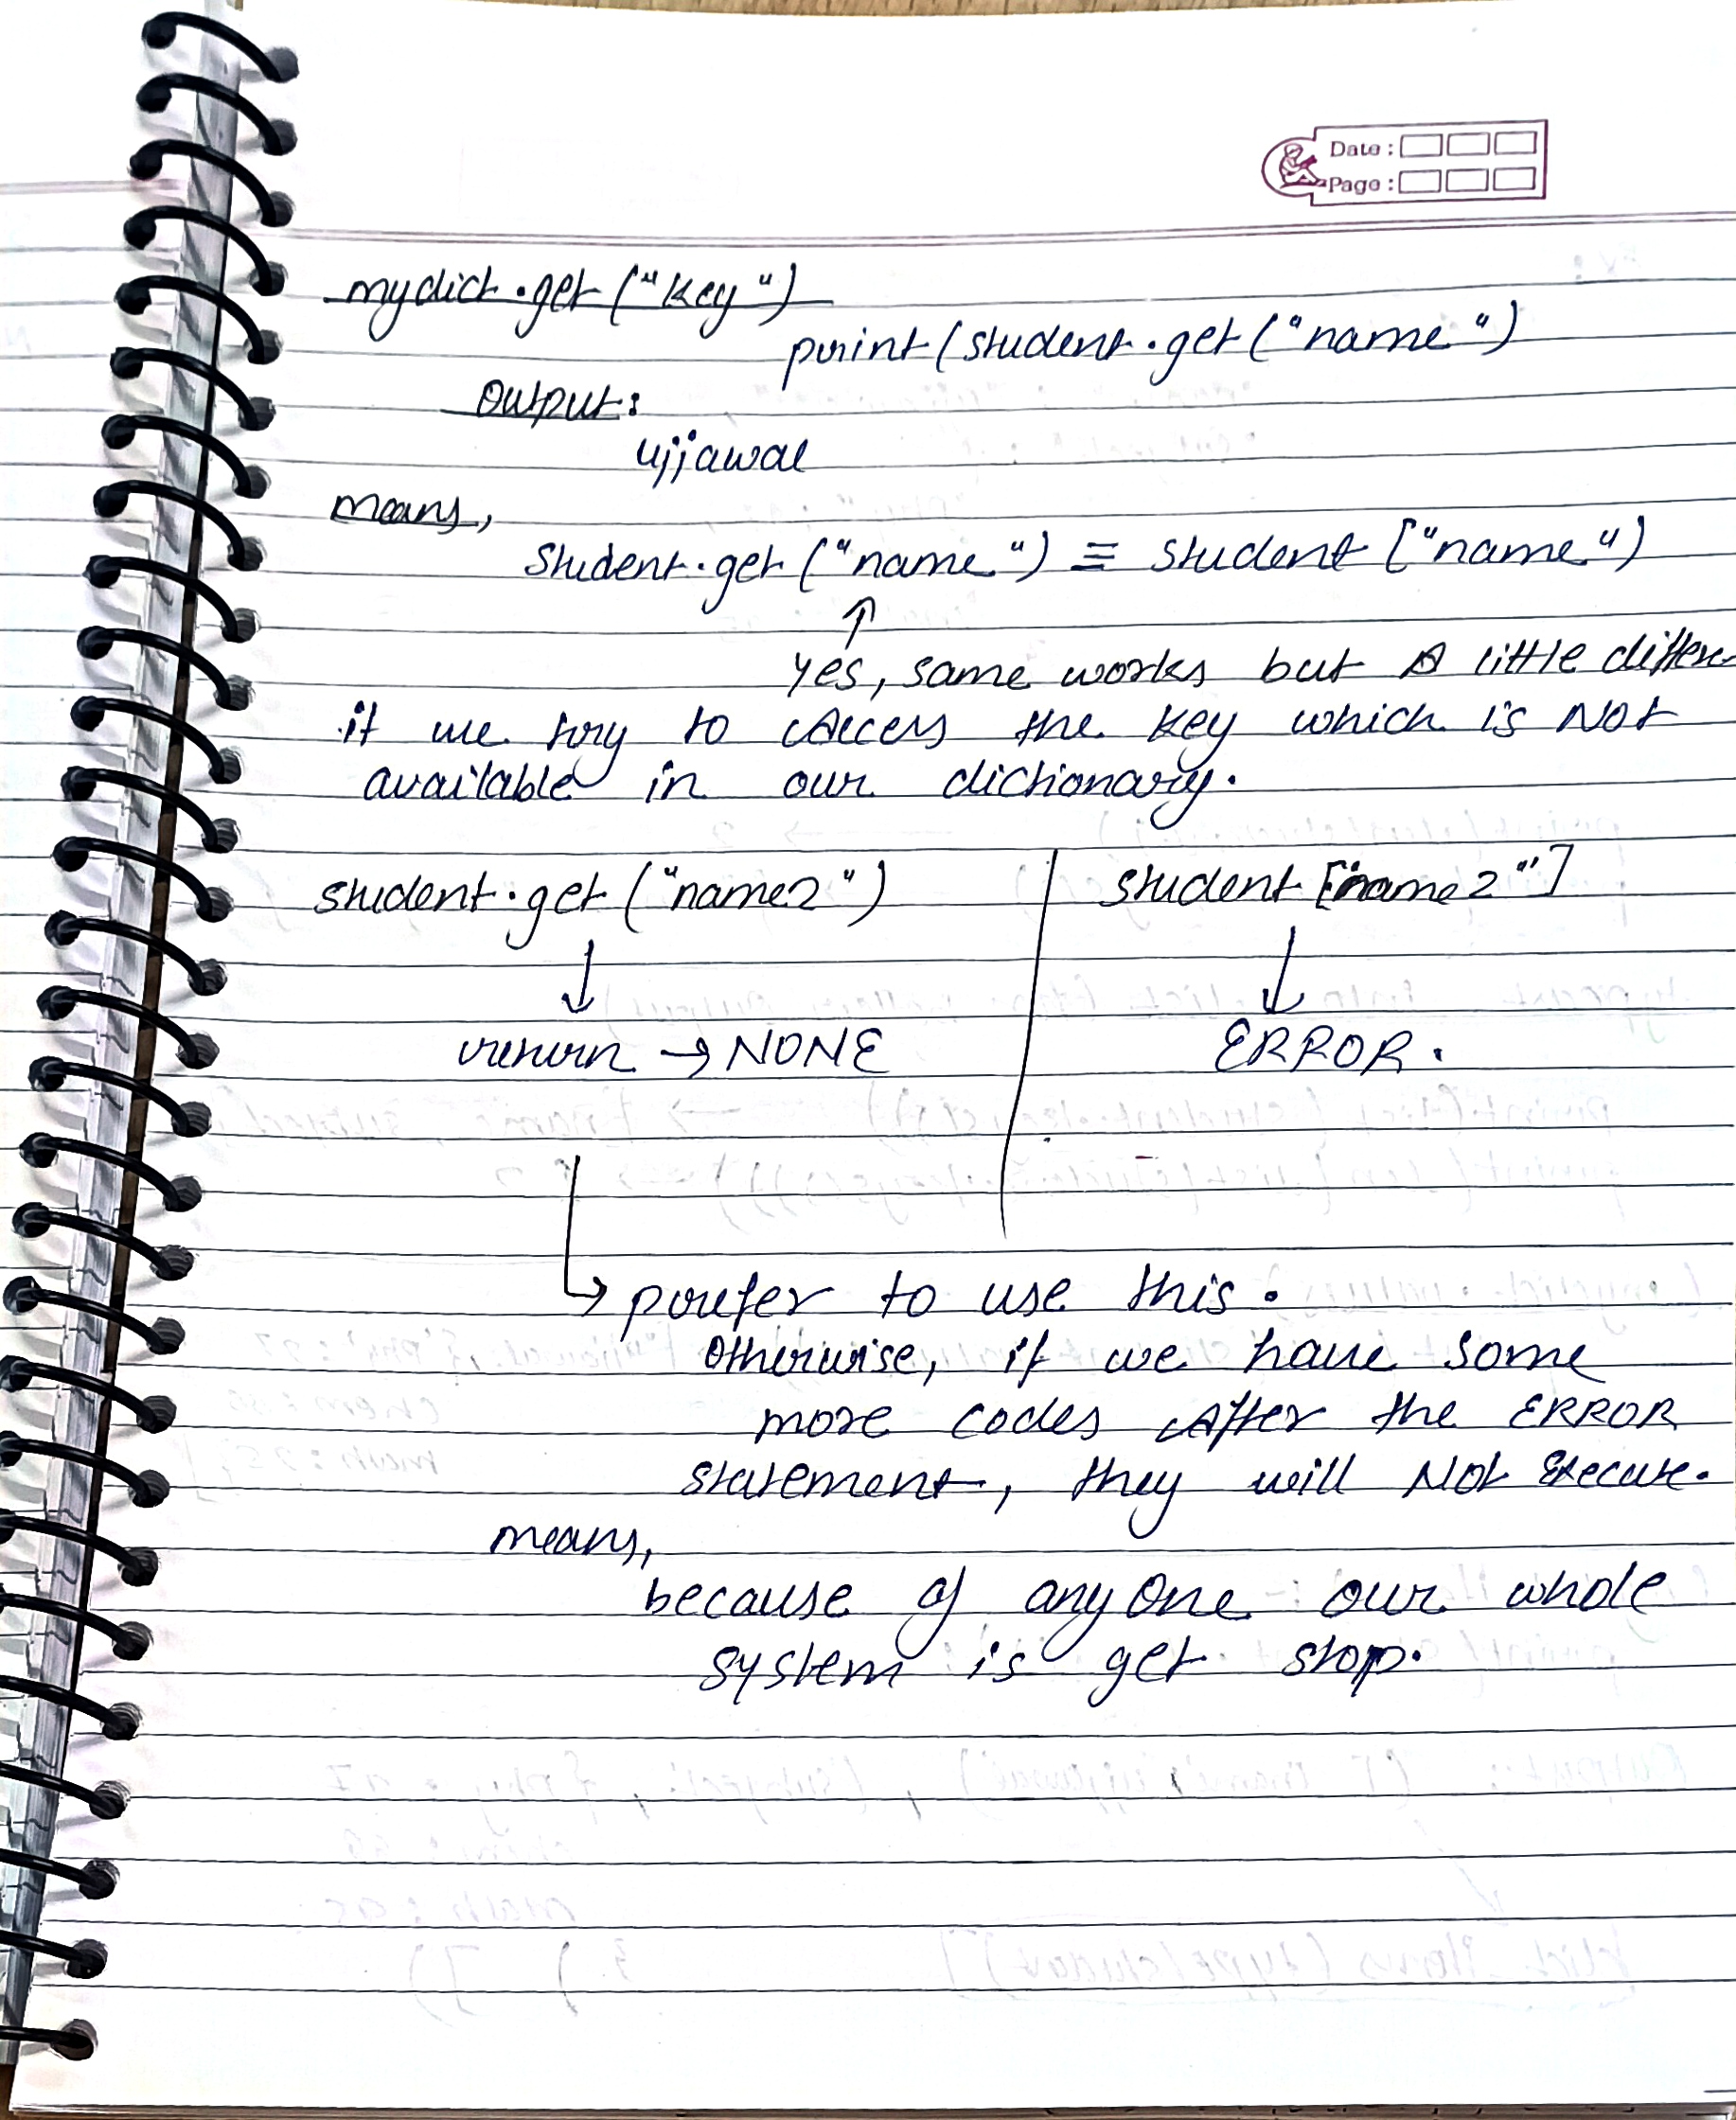 Date :
Page :
mydict.get("key")
print(student.get("name")
Output:
ujjawal
means,
student.get("name") ≡ student ["name")
↑
yes, same works but A little differe
if we try to access the key which is NOT
available in our dictionary.
student.get("name2") | student ["name2"]
↓ ↓
return → NONE ERROR.
↳ prefer to use this.
Otherwise, if we have some
more codes After the ERROR
statement, they will NOT Execute.
means,
because of any one our whole
system is get stop.